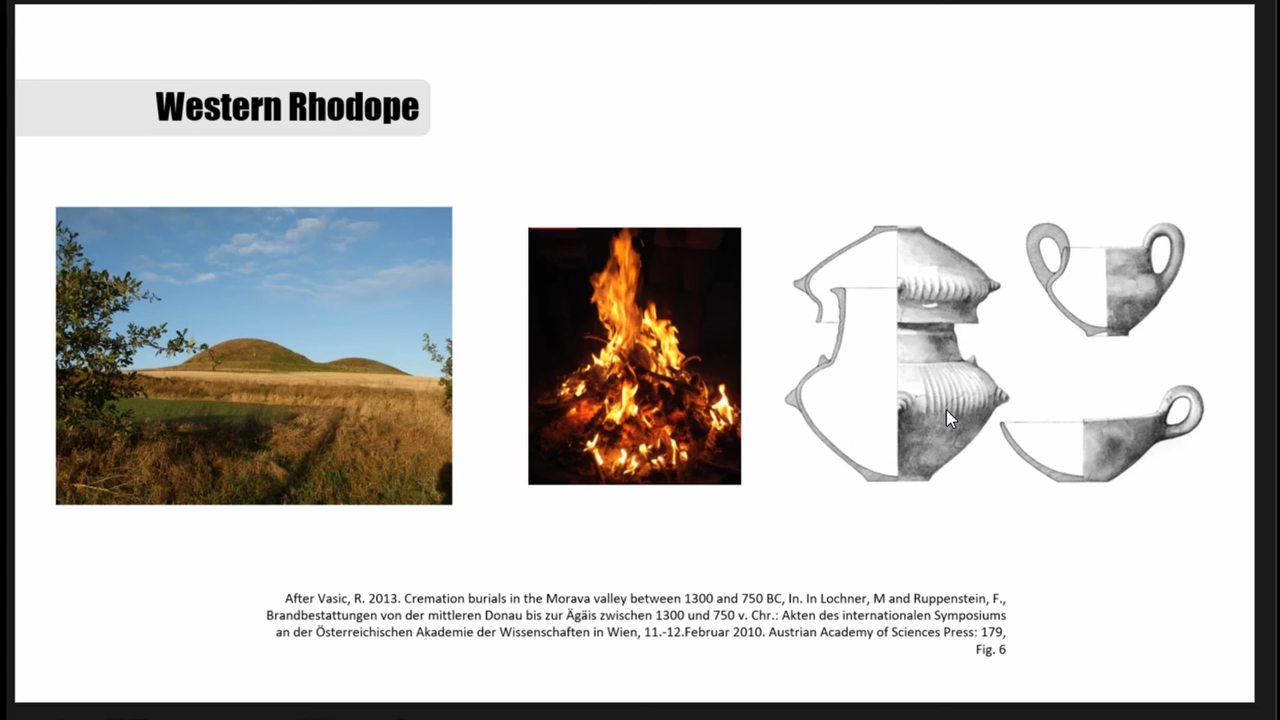 Western Rhodope
After Vasic, R. 2013. Cremation burials in the Morava valley between 1300 and 750 BC, In. In Lochner, M and Ruppenstein, F.,
Brandbestattungen von der mittleren Donau bis zur Ägäis zwischen 1300 und 750 v. Chr.: Akten des internationalen Symposiums
an der Österreichischen Akademie der Wissenschaften in Wien, 11.-12.Februar 2010. Austrian Academy of Sciences Press: 179,
Fig. 6